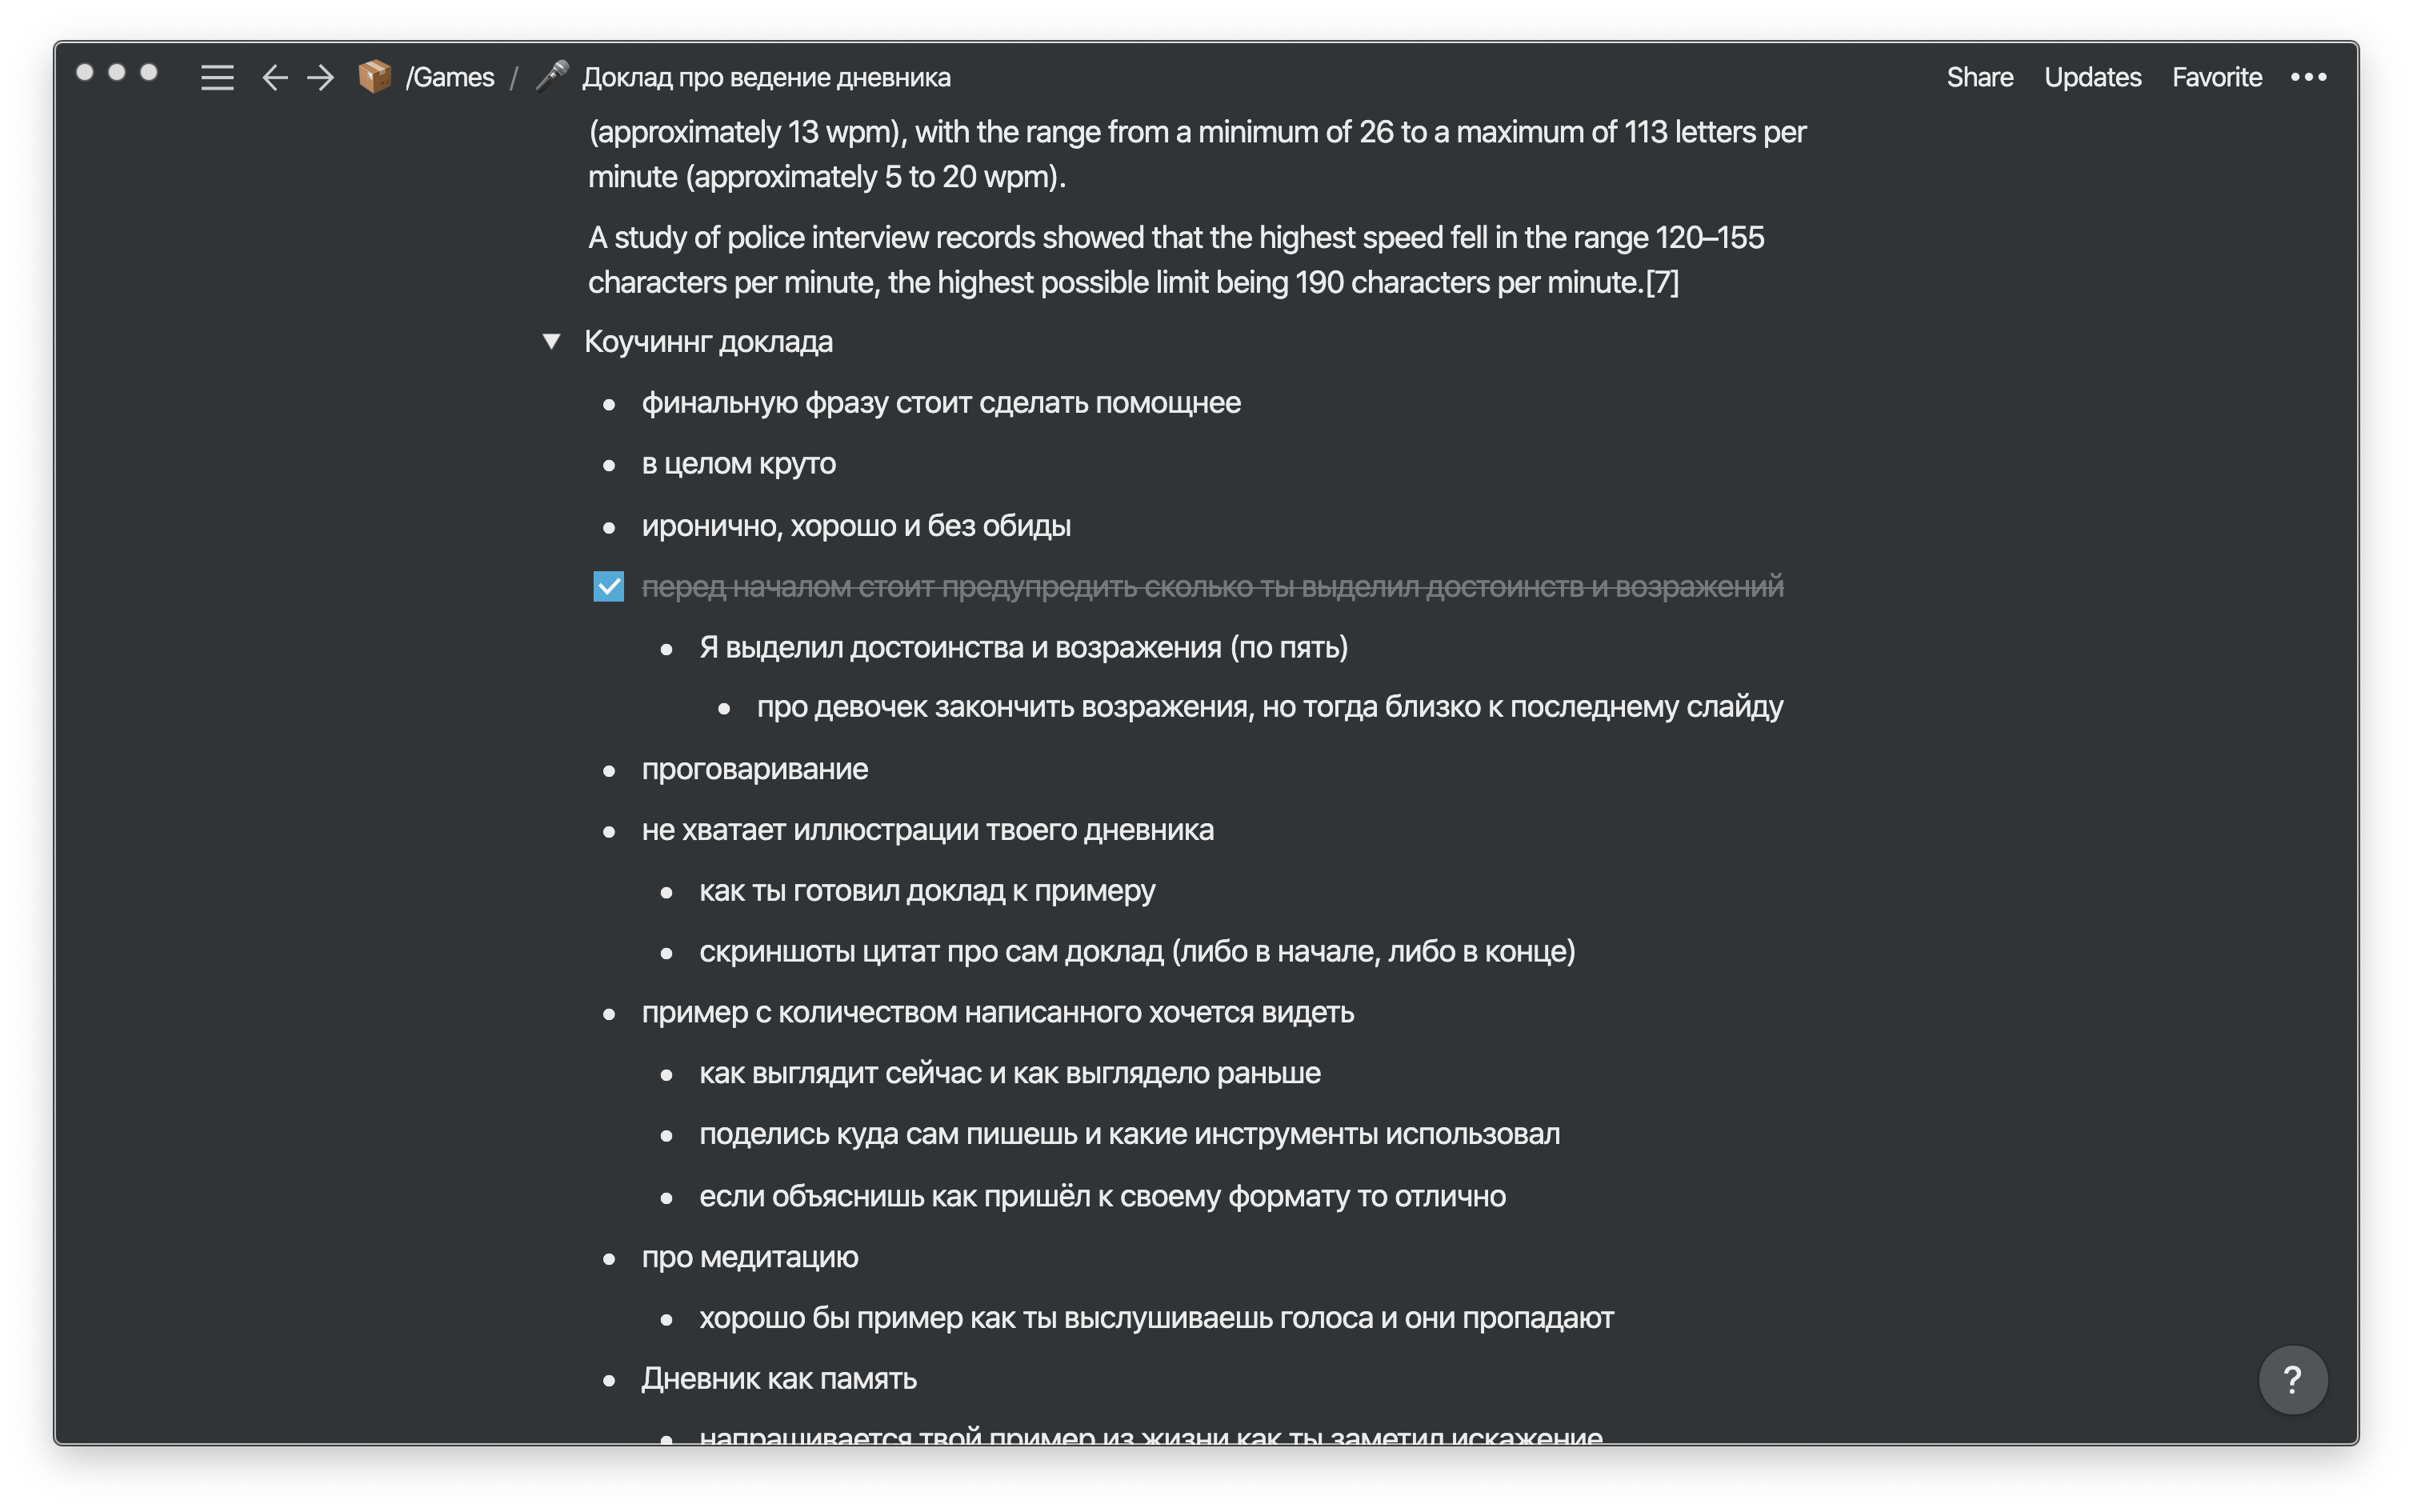 /Games / Доклад про ведение дневника
Share Updates Favorite
(approximately 13 wpm), with the range from a minimum of 26 to a maximum of 113 letters per
minute (approximately 5 to 20 wpm).
A study of police interview records showed that the highest speed fell in the range 120–155
characters per minute, the highest possible limit being 190 characters per minute.[7]
Коучиннг доклада
финальную фразу стоит сделать помощнее
в целом круто
иронично, хорошо и без обиды
перед началом стоит предупредить сколько ты выделил достоинств и возражений
Я выделил достоинства и возражения (по пять)
про девочек закончить возражения, но тогда близко к последнему слайду
проговаривание
не хватает иллюстрации твоего дневника
как ты готовил доклад к примеру
скриншоты цитат про сам доклад (либо в начале, либо в конце)
пример с количеством написанного хочется видеть
как выглядит сейчас и как выглядело раньше
поделись куда сам пишешь и какие инструменты использовал
если объяснишь как пришёл к своему формату то отлично
про медитацию
хорошо бы пример как ты выслушиваешь голоса и они пропадают
Дневник как память
напрашивается твой пример из жизни как ты заметил искажение
?